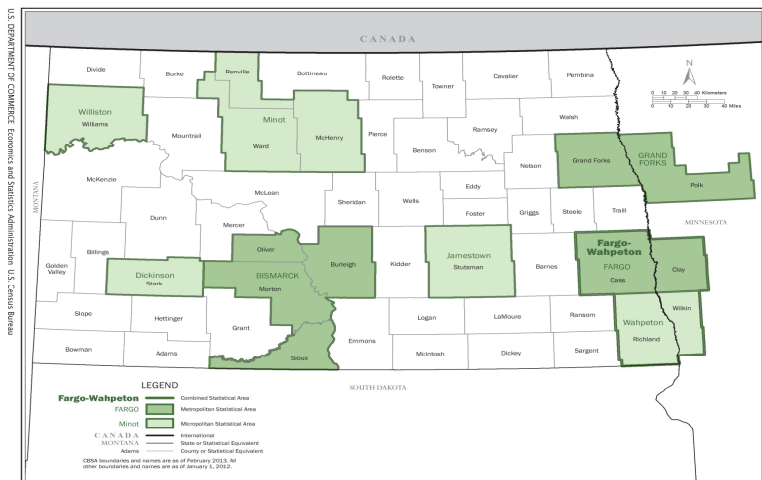 U.S. DEPARTMENT OF COMMERCE Economics and Statistics Administration U.S. Census Bureau
CANADA
N
0 10 20 30 40 Kilometers
0 10 20 30 40 Miles
Divide
Burke
Renville
Bottineau
Rolette
Towner
Cavalier
Pembina
Williston
Williams
Mountrail
Minot
Ward
McHenry
Pierce
Benson
Ramsey
Walsh
Nelson
Grand Forks
GRAND
FORKS
Polk
MONTANA
McKenzie
McLean
Sheridan
Wells
Eddy
Foster
Griggs
Steele
Traill
MINNESOTA
Dunn
Mercer
Oliver
Golden
Valley
Billings
Dickinson
Stark
BISMARCK
Morton
Burleigh
Kidder
Jamestown
Stutsman
Barnes
Fargo-
Wahpeton
FARGO
Cass
Clay
Slope
Hettinger
Grant
Emmons
Logan
LaMoure
Ransom
Wahpeton
Richland
Wilkin
Bowman
Adams
Sioux
McIntosh
Dickey
Sargent
SOUTH DAKOTA
LEGEND
Fargo-Wahpeton Combined Statistical Area
FARGO Metropolitan Statistical Area
Minot Micropolitan Statistical Area
CANADA International
MONTANA State or Statistical Equivalent
Adams County or Statistical Equivalent
CBSA boundaries and names are as of February 2013. All
other boundaries and names are as of January 1, 2012.